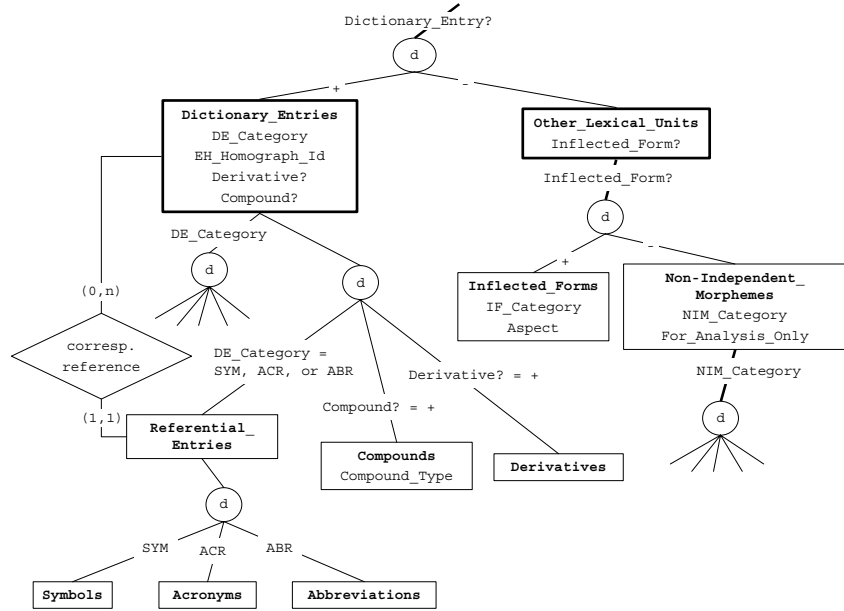 Dictionary_Entry?
d
+
-
Dictionary_Entries
DE_Category
EH_Homograph_Id
Derivative?
Compound?
Other_Lexical_Units
Inflected_Form?
Inflected_Form?
d
+
-
DE_Category
d
d
Inflected_Forms
IF_Category
Aspect
Non-Independent_
Morphemes
NIM_Category
For_Analysis_Only
NIM_Category
d
(0,n)
corresp.
reference
(1,1)
DE_Category =
SYM, ACR, or ABR
Derivative? = +
Compound? = +
Referential_
Entries
Compounds
Compound_Type
Derivatives
d
SYM
ACR
ABR
Symbols
Acronyms
Abbreviations